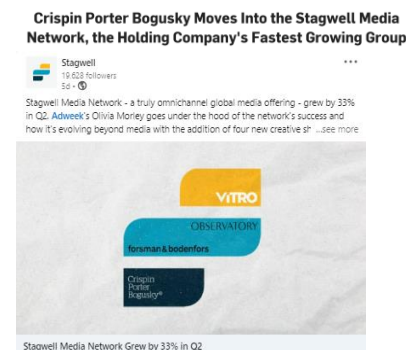 Crispin Porter Bogusky Moves Into the Stagwell Media
Network, the Holding Company's Fastest Growing Group
Stagwell
19,628 followers
5d •
Stagwell Media Network - a truly omnichannel global media offering - grew by 33%
in Q2. Adweek's Olivia Morley goes under the hood of the network's success and
how it's evolving beyond media with the addition of four new creative sh ...see more
VITRO
OBSERVATORY
forsman&bodenfors
Crispin
Porter
Bogusky
Stagwell Media Network Grew by 33% in Q2